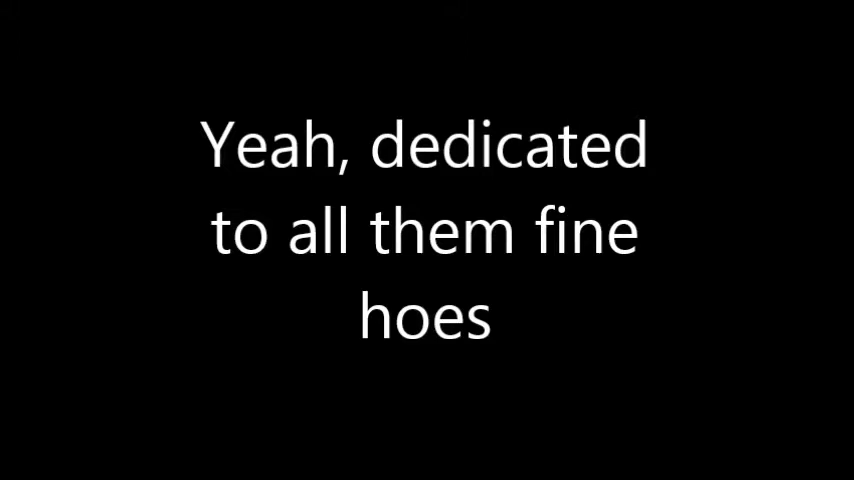 Yeah, dedicated
to all them fine
hoes